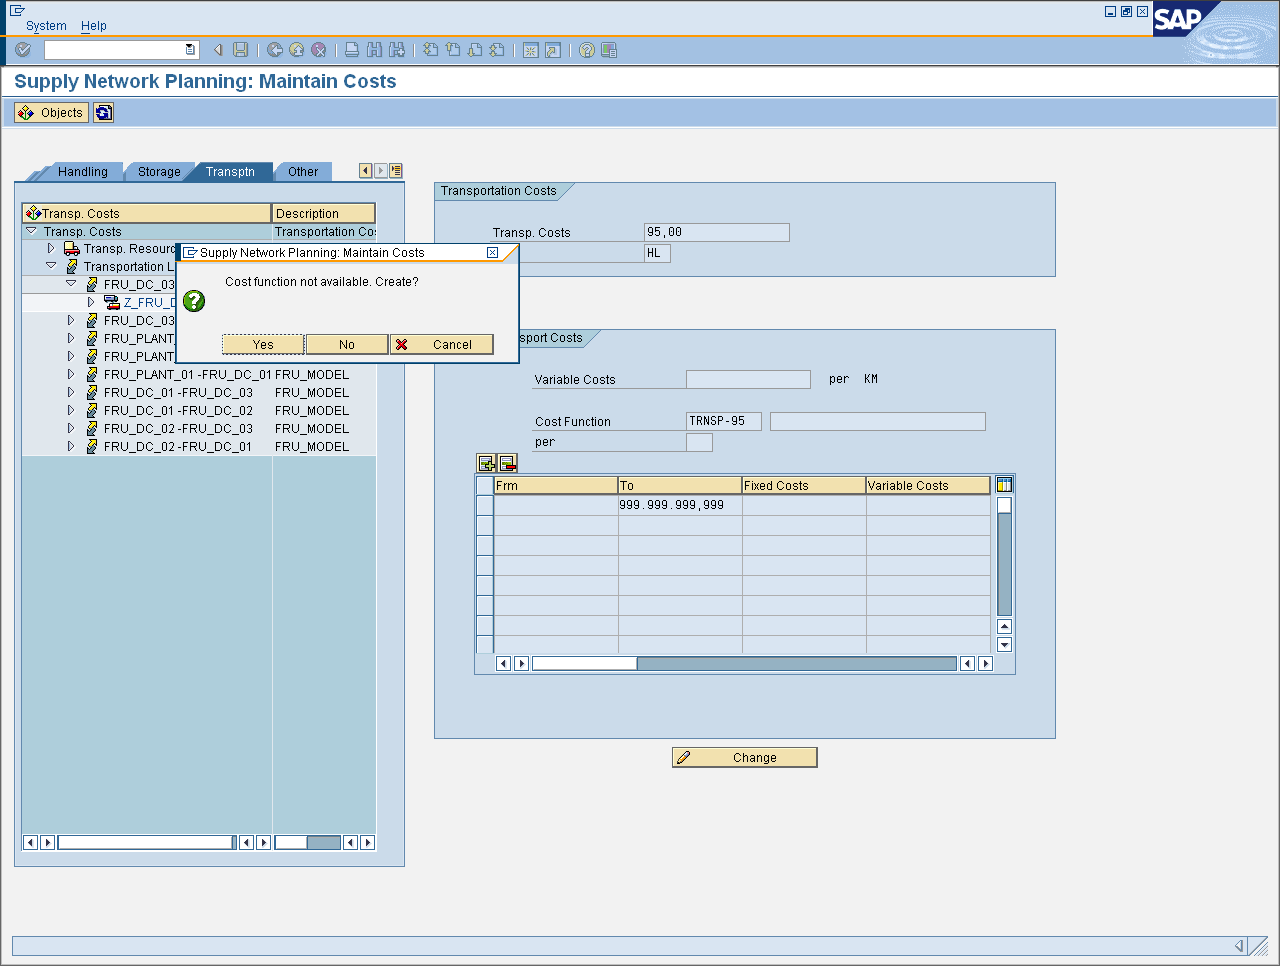 System Help
SAP
Supply Network Planning: Maintain Costs
Objects
Handling Storage Transptn Other
Transp. Costs Description
Transp. Costs Transportation Cos
Transp. Resourc
Transportation L
FRU_DC_03
Z_FRU_D
FRU_DC_03
FRU_PLANT_
FRU_PLANT_
FRU_PLANT_01 -FRU_DC_01 FRU_MODEL
FRU_DC_01 -FRU_DC_03 FRU_MODEL
FRU_DC_01 -FRU_DC_02 FRU_MODEL
FRU_DC_02 -FRU_DC_03 FRU_MODEL
FRU_DC_02 -FRU_DC_01 FRU_MODEL
Supply Network Planning: Maintain Costs
Cost function not available. Create?
Yes No Cancel
Transportation Costs
Transp. Costs 95,00
HL
sport Costs
Variable Costs per KM
Cost Function TRNSP-95
per
Frm To Fixed Costs Variable Costs
999.999.999,999
Change